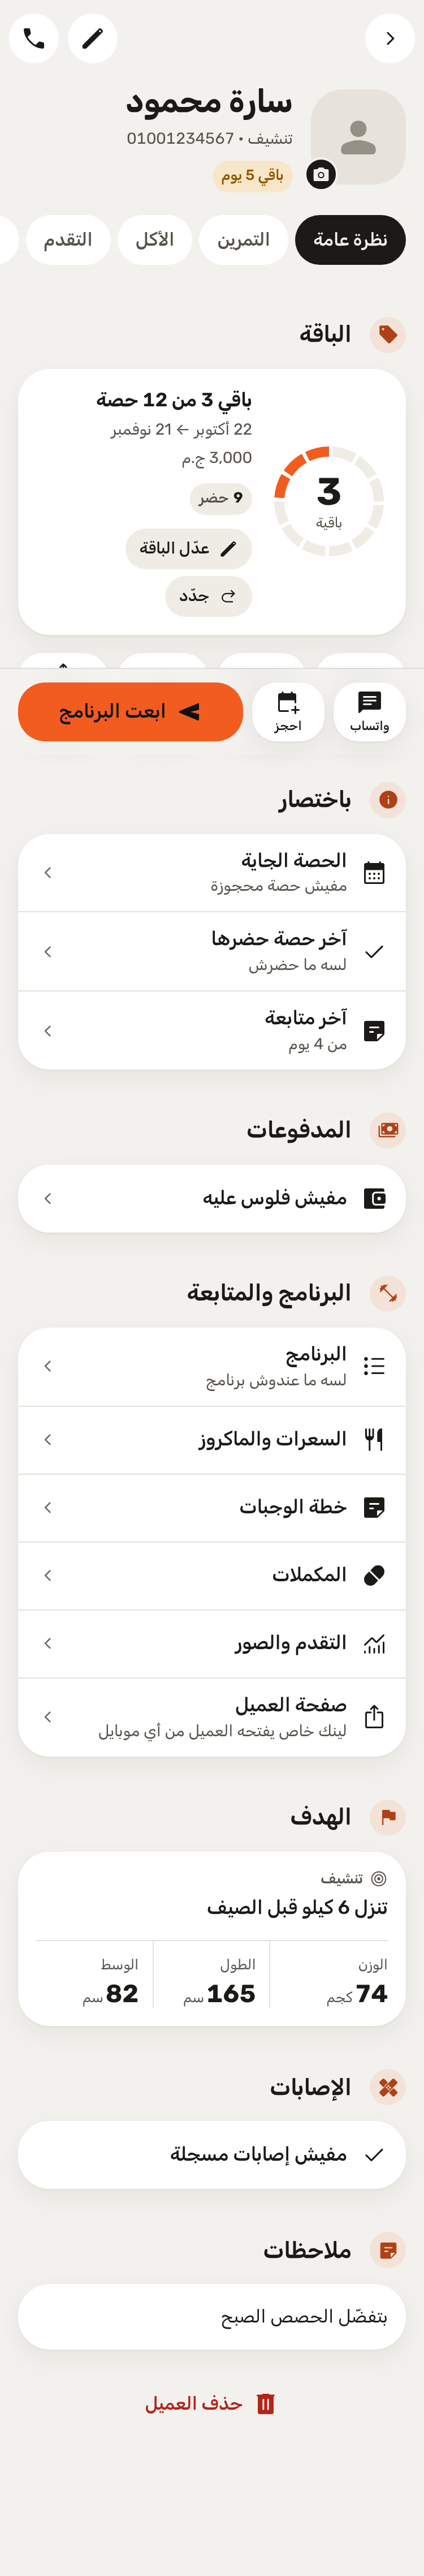 سارة محمود
تنشيف • 01001234567
باقي 5 يوم
نظرة عامة
التمرين
الأكل
التقدم
الباقة
باقي 3 من 12 حصة
22 أكتوبر ← 21 نوفمبر
3,000 ج.م
9 حضر
3
باقية
عدّل الباقة
جدّد
واتساب
احجز
ابعت البرنامج
باختصار
الحصة الجاية
مفيش حصة محجوزة
آخر حصة حضرها
لسه ما حضرش
آخر متابعة
من 4 يوم
المدفوعات
مفيش فلوس عليه
البرنامج والمتابعة
البرنامج
لسه ما عندوش برنامج
السعرات والماكروز
خطة الوجبات
المكملات
التقدم والصور
صفحة العميل
لينك خاص يفتحه العميل من أي موبايل
الهدف
تنشيف
تنزل 6 كيلو قبل الصيف
الوزن
74 كجم
الطول
165 سم
الوسط
82 سم
الإصابات
مفيش إصابات مسجلة
ملاحظات
بتفضّل الحصص الصبح
حذف العميل